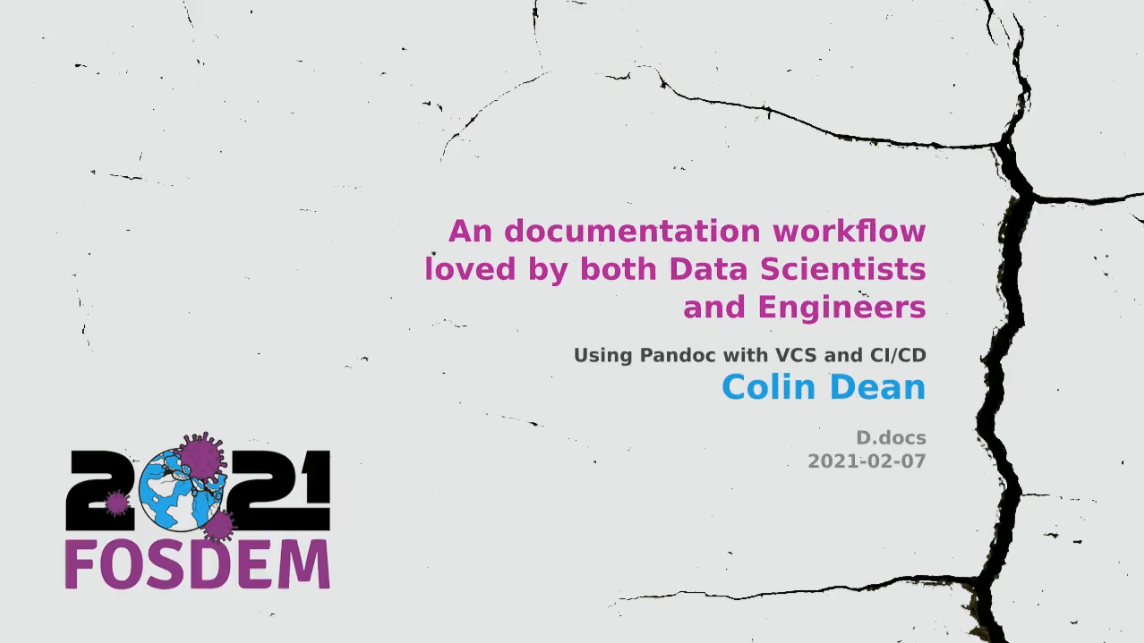 An documentation workflow
loved by both Data Scientists
and Engineers
Using Pandoc with VCS and CI/CD
Colin Dean
D.docs
2021-02-07
2021
FOSDEM